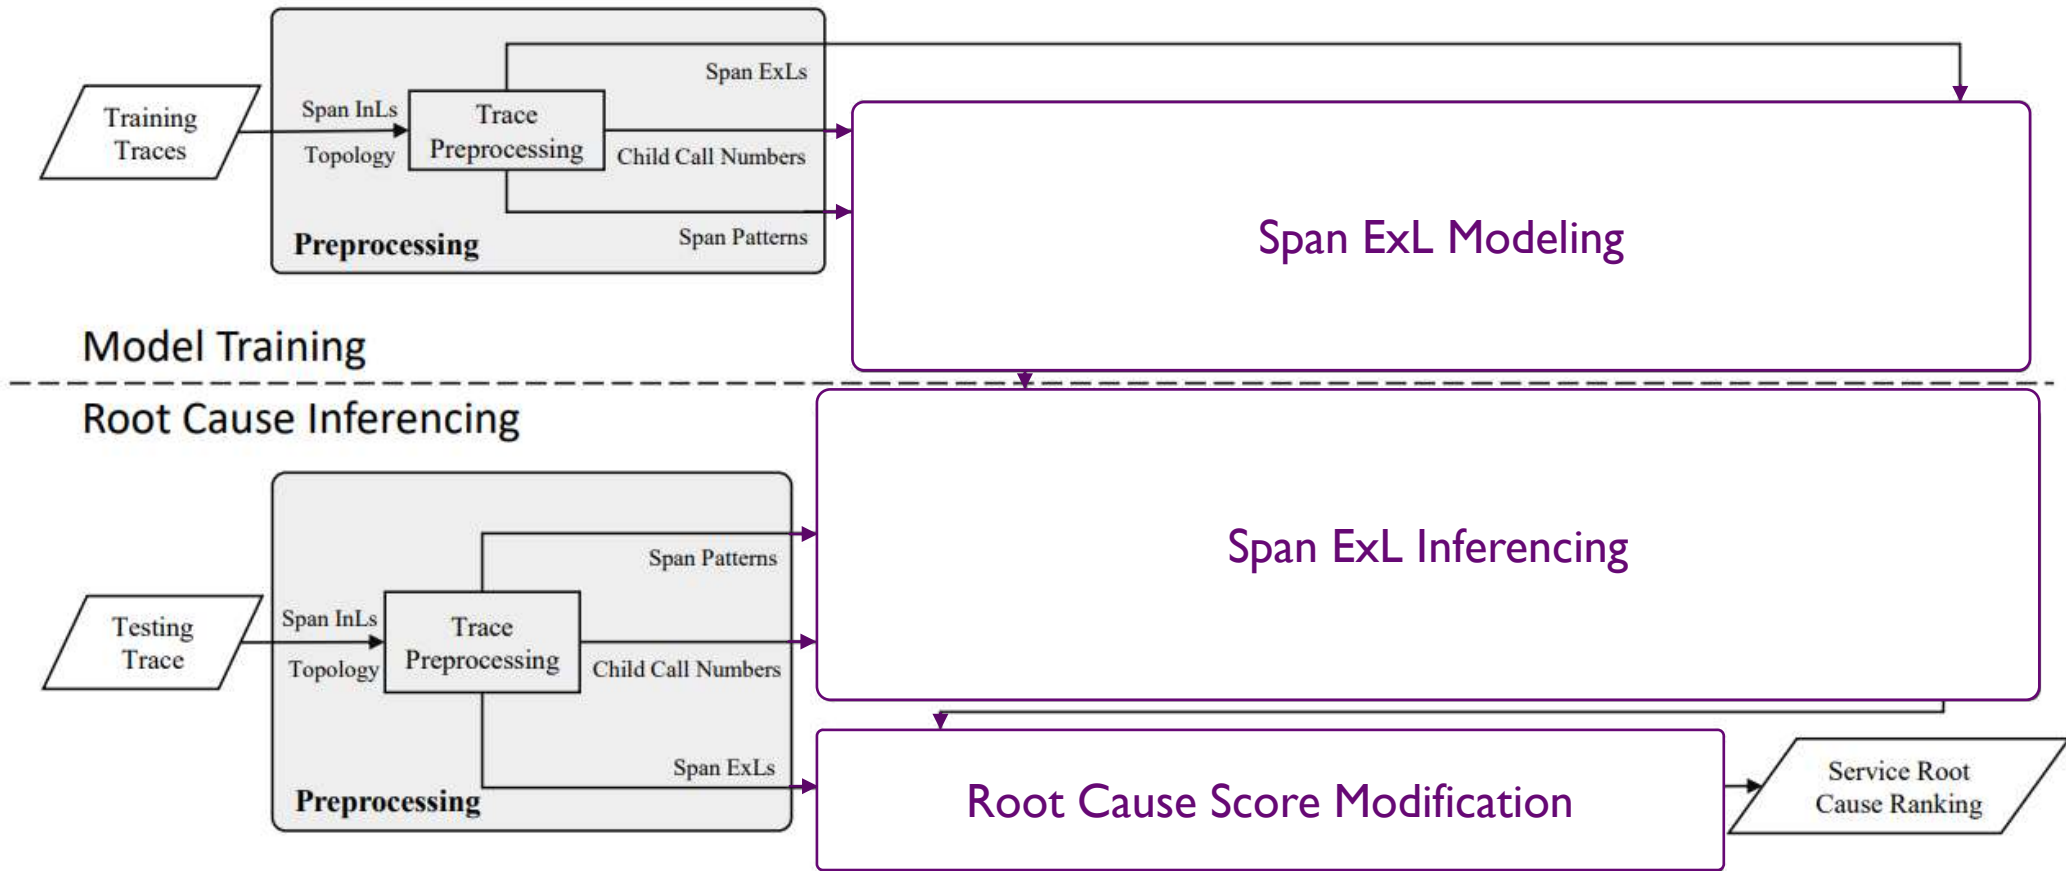 Span ExLs
Training
Traces
Span InLs
Topology
Trace
Preprocessing
Child Call Numbers
Span Patterns
Preprocessing
Span ExL Modeling
Model Training
Root Cause Inferencing
Span Patterns
Span ExL Inferencing
Testing
Trace
Span InLs
Topology
Trace
Preprocessing
Child Call Numbers
Span ExLs
Preprocessing
Root Cause Score Modification
Service Root
Cause Ranking